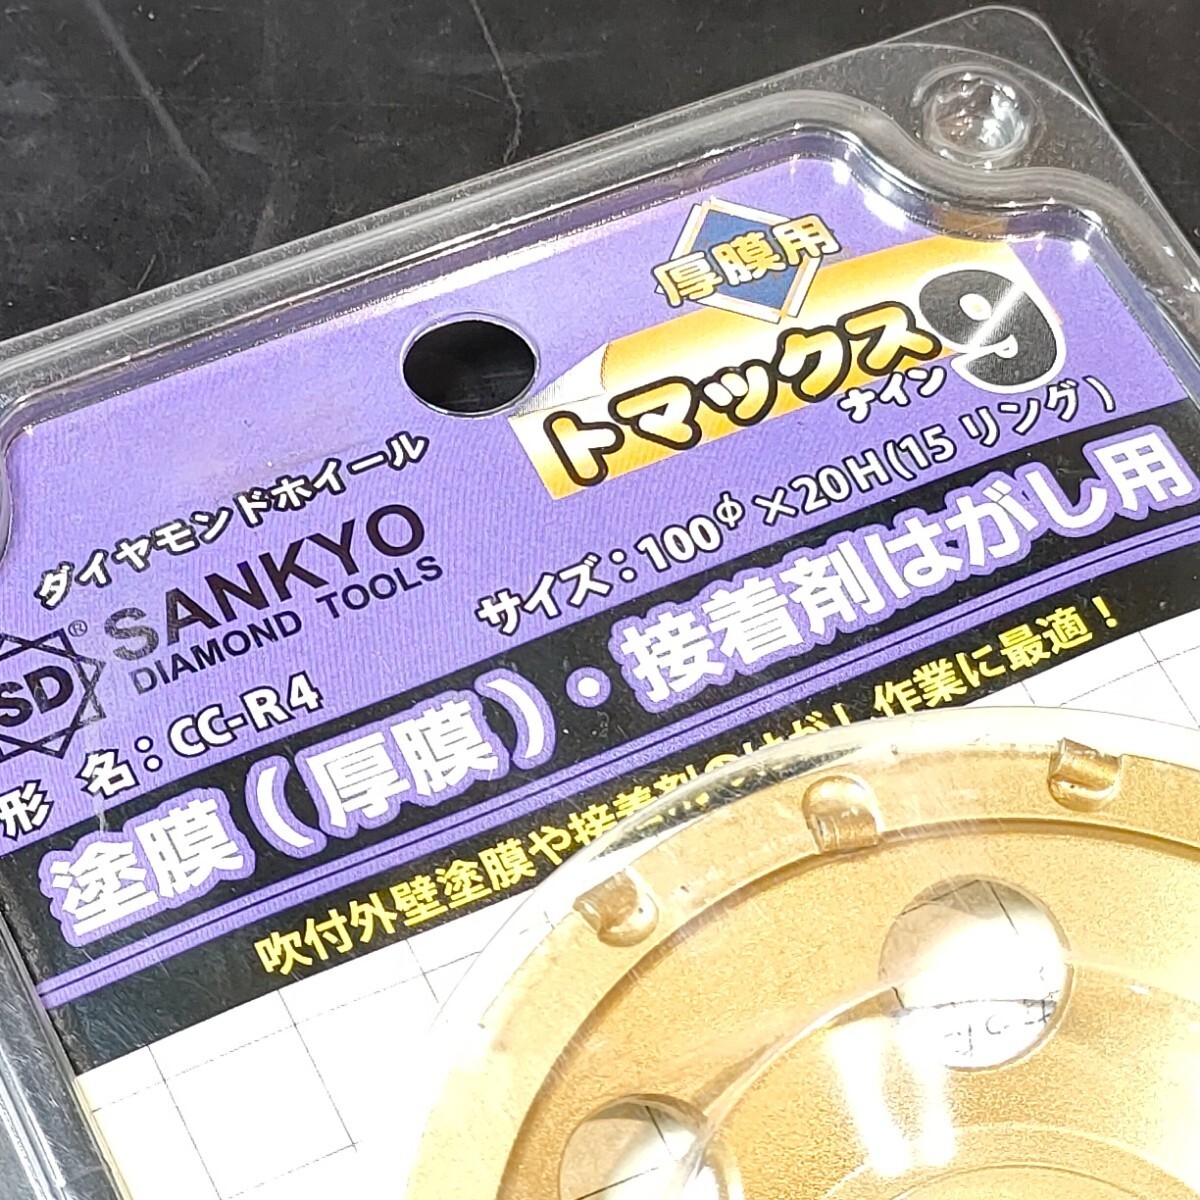 厚膜用
トマックス9
ナイン
ダイヤモンドホイール
SANKYO
DIAMOND TOOLS
SD®
サイズ：100φ×20H(15リング)
形 名：CC-R4
塗膜（厚膜）・接着剤はがし用
吹付外壁塗膜や接着剤のはがし作業に最適！